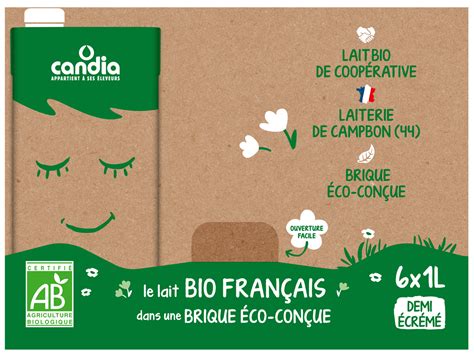 candia
APPARTIENT À SES ÉLEVEURS
LAIT BIO
DE COOPÉRATIVE
LAITERIE
DE CAMPBON (44)
BRIQUE
ÉCO-CONÇUE
OUVERTURE
FACILE
le lait BIO FRANÇAIS
dans une BRIQUE ÉCO-CONÇUE
6x1L
DEMI
ÉCRÉMÉ
CERTIFIÉ
AB
AGRICULTURE
BIOLOGIQUE